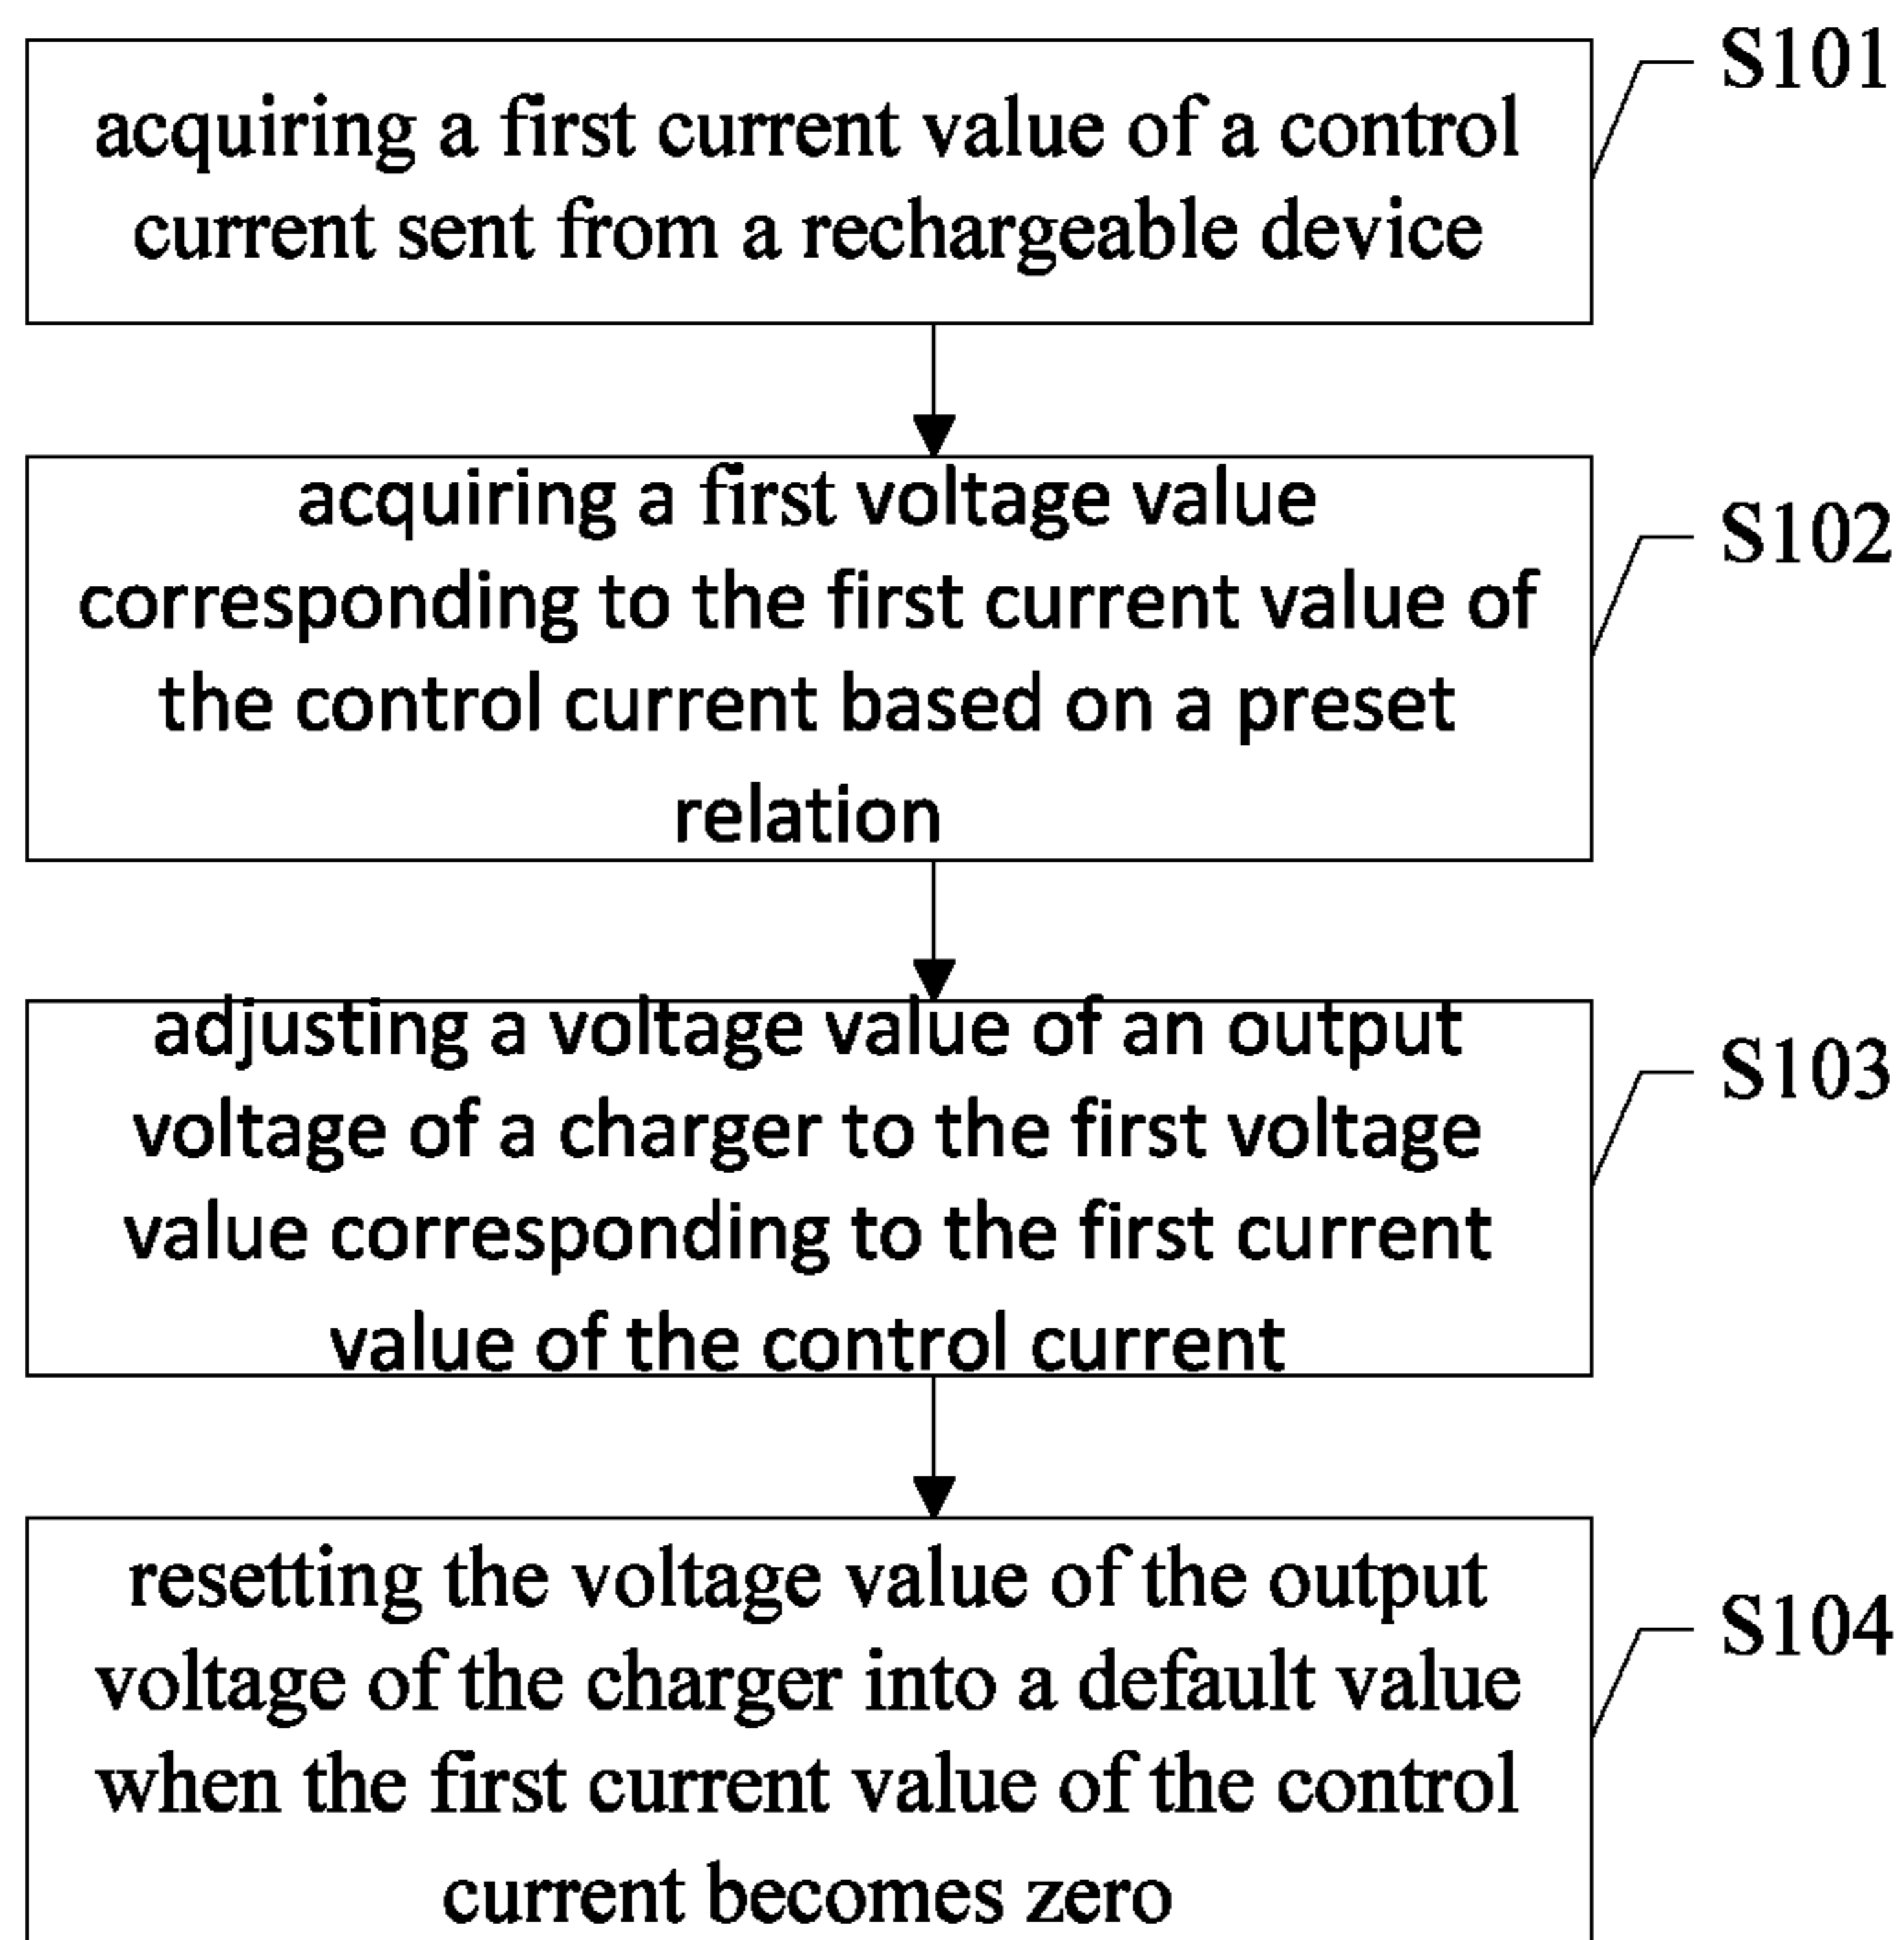 acquiring a first current value of a control
current sent from a rechargeable device
S101
acquiring a first voltage value
corresponding to the first current value of
the control current based on a preset
relation
S102
adjusting a voltage value of an output
voltage of a charger to the first voltage
value corresponding to the first current
value of the control current
S103
resetting the voltage value of the output
voltage of the charger into a default value
when the first current value of the control
current becomes zero
S104